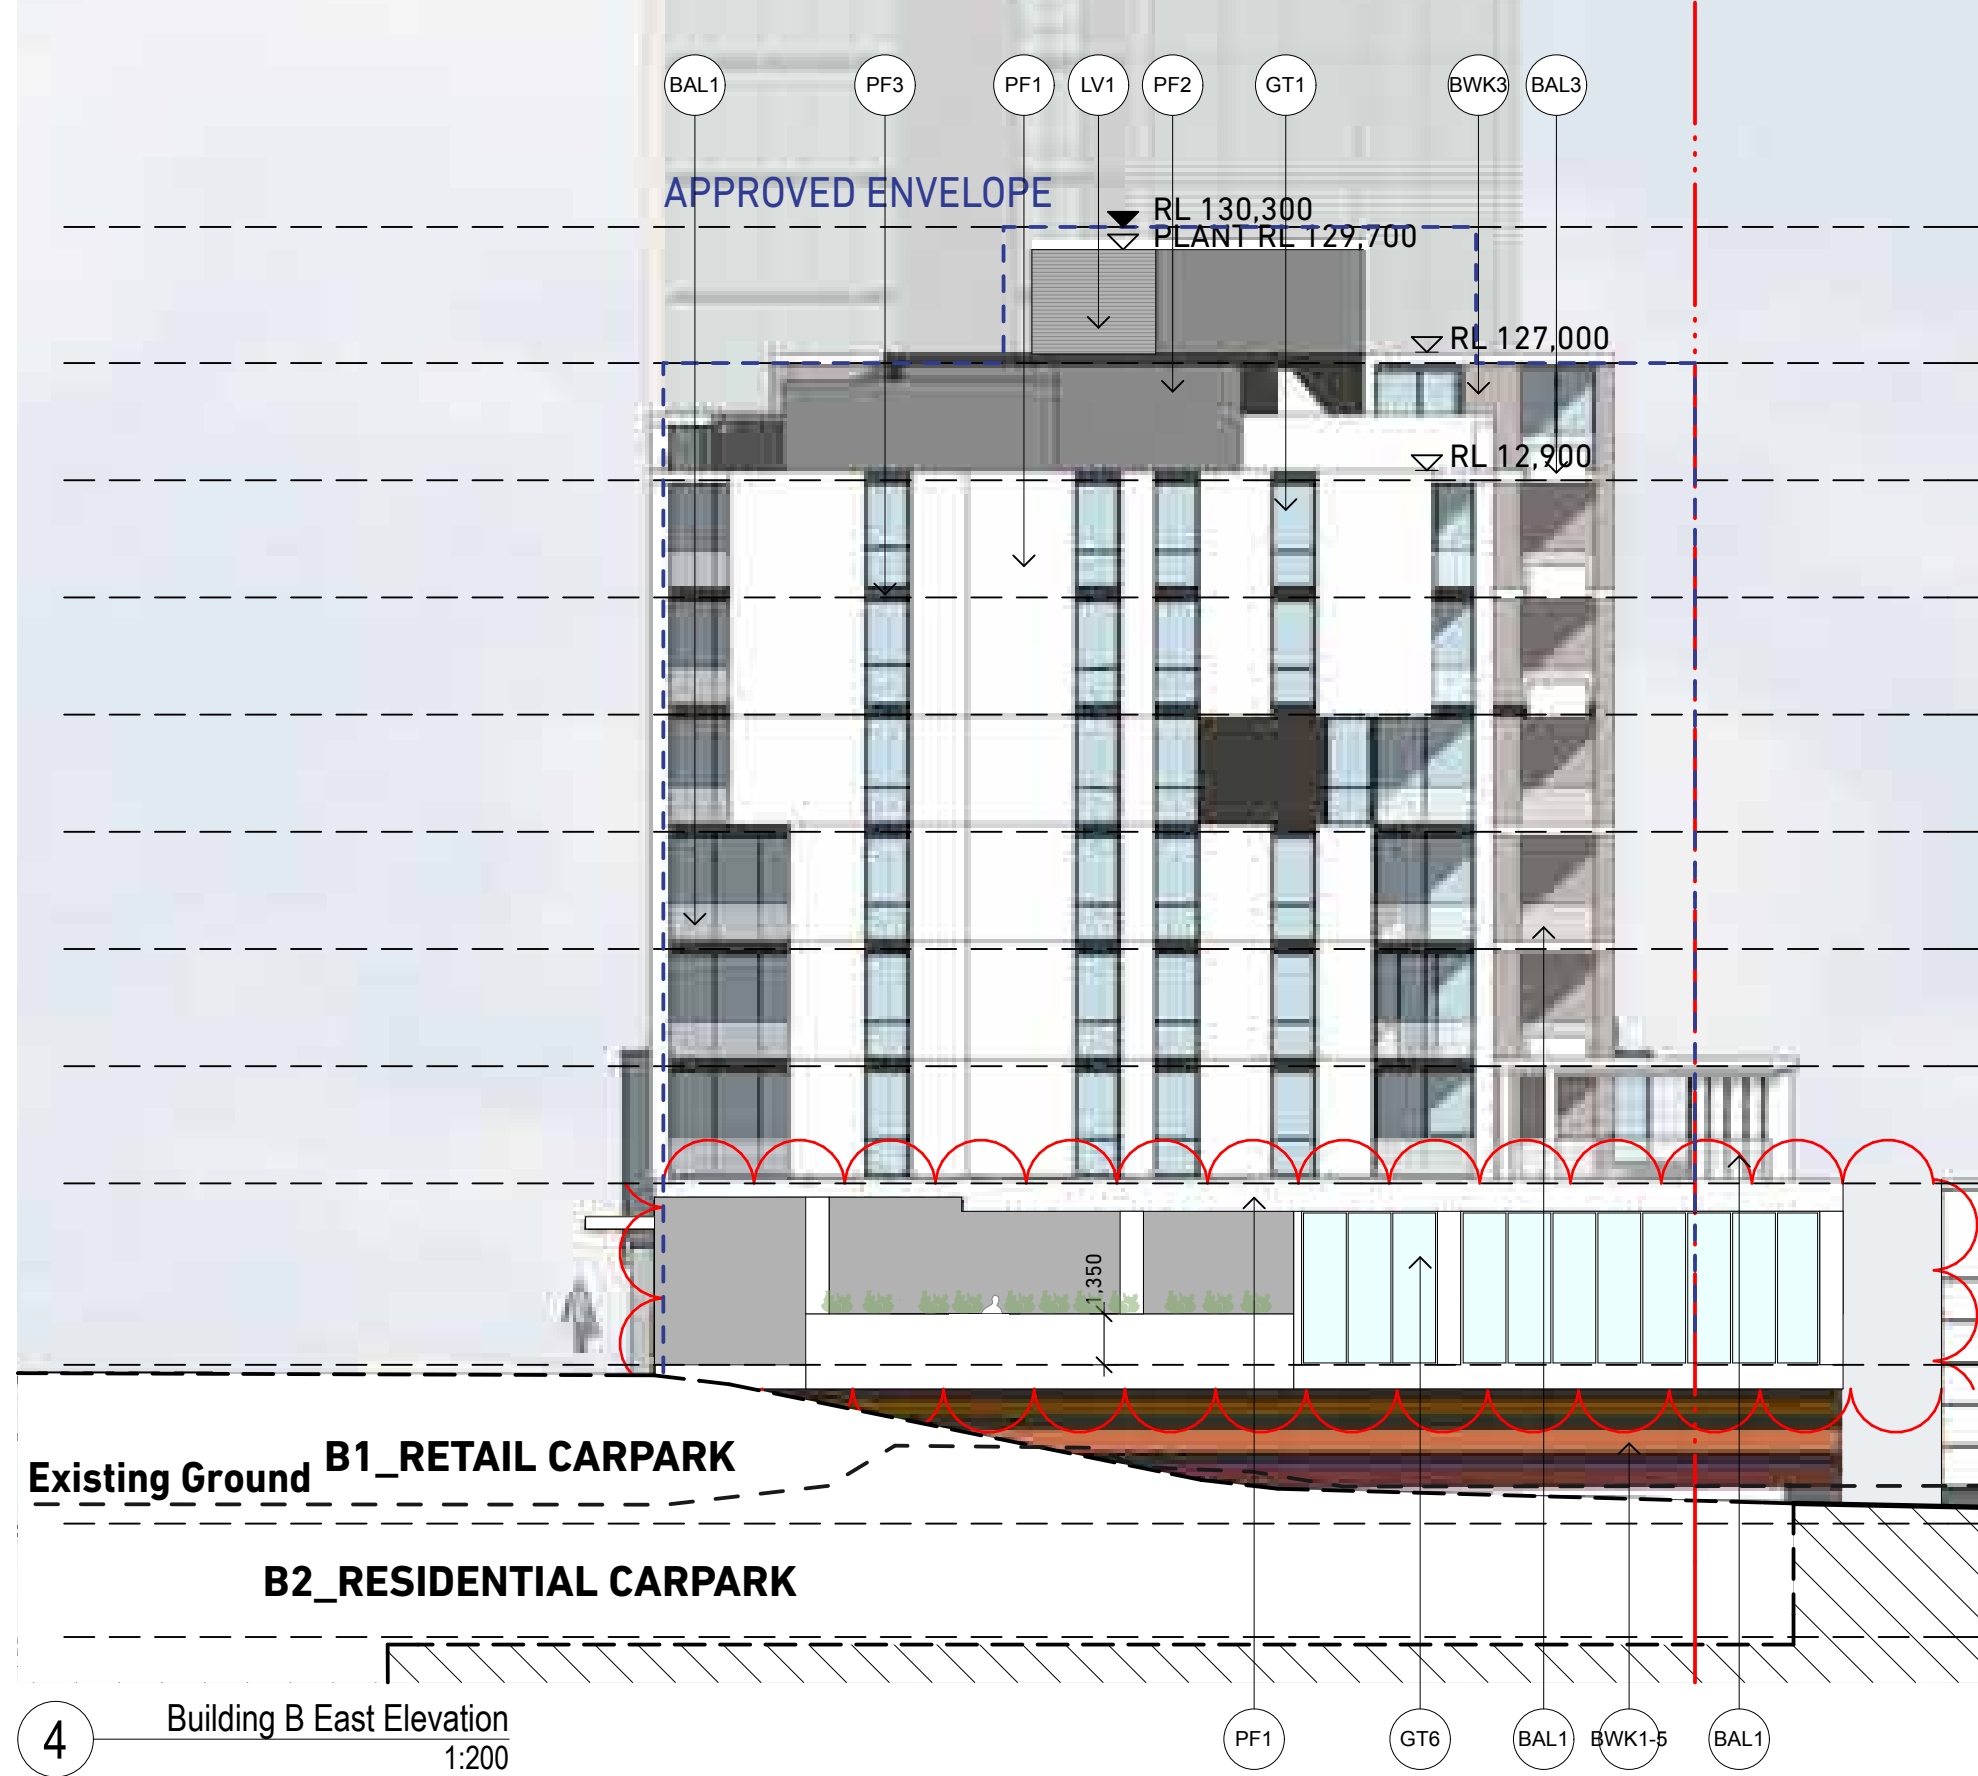 BAL1 PF3 PF1 LV1 PF2 GT1 BWK3 BAL3
APPROVED ENVELOPE
RL 130,300
PLANT RL 129,700
RL 127,000
RL 12,900
1,350
B1_RETAIL CARPARK
Existing Ground
B2_RESIDENTIAL CARPARK
4
Building B East Elevation
1:200
PF1 GT6 BAL1 BWK1-5 BAL1